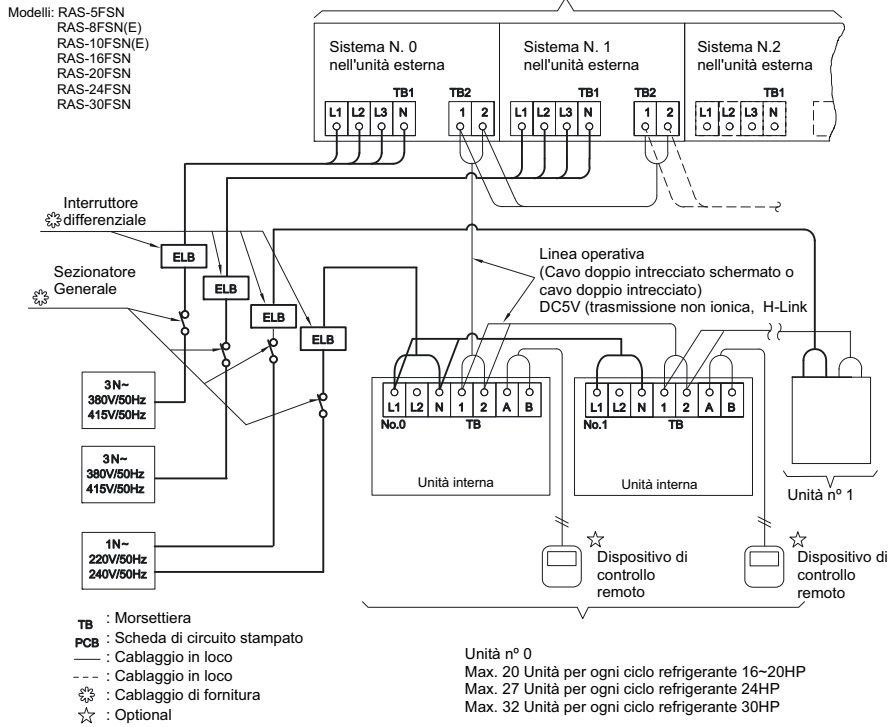 Modelli: RAS-5FSN
RAS-8FSN(E)
RAS-10FSN(E)
RAS-16FSN
RAS-20FSN
RAS-24FSN
RAS-30FSN
Sistema N. 0
nell'unità esterna
Sistema N. 1
nell'unità esterna
Sistema N.2
nell'unità esterna
TB1
TB2
TB1
TB2
TB1
L1 L2 L3 N
1 2
L1 L2 L3 N
1 2
L1 L2 L3 N
Interruttore
differenziale
ELB
ELB
ELB
ELB
Sezionatore
Generale
Linea operativa
(Cavo doppio intrecciato schermato o
cavo doppio intrecciato)
DC5V (trasmissione non ionica, H-Link
3N~
380V/50Hz
415V/50Hz
3N~
380V/50Hz
415V/50Hz
1N~
220V/50Hz
240V/50Hz
L1 L2 N 1 2 A B
No.0 TB
Unità interna
L1 L2 N 1 2 A B
No.1 TB
Unità interna
Unità nº 1
Dispositivo di
controllo
remoto
Dispositivo di
controllo
remoto
TB : Morsettiera
PCB : Scheda di circuito stampato
: Cablaggio in loco
: Cablaggio in loco
: Cablaggio di fornitura
: Optional
Unità nº 0
Max. 20 Unità per ogni ciclo refrigerante 16~20HP
Max. 27 Unità per ogni ciclo refrigerante 24HP
Max. 32 Unità per ogni ciclo refrigerante 30HP